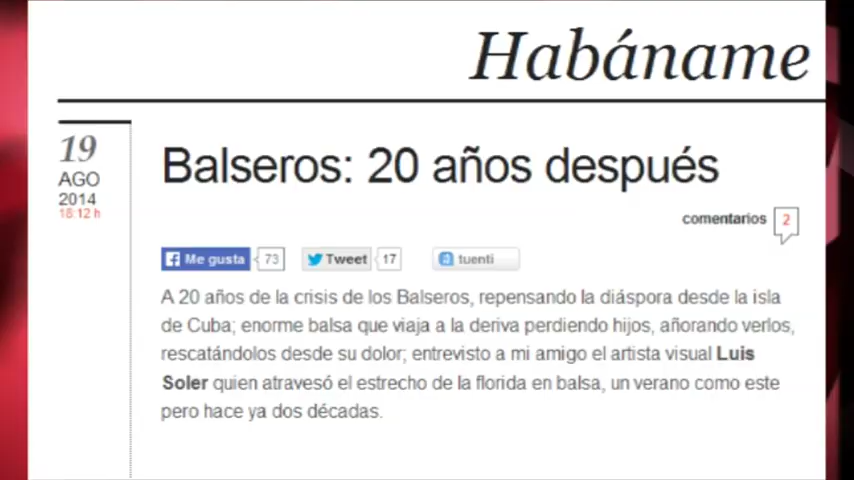 Habáname
19
AGO
2014
18:12 h
Balseros: 20 años después
comentarios 2
Me gusta 73 Tweet 17 tuenti
A 20 años de la crisis de los Balseros, repensando la diáspora desde la isla
de Cuba; enorme balsa que viaja a la deriva perdiendo hijos, añorando verlos,
rescatándolos desde su dolor; entrevisto a mi amigo el artista visual Luis
Soler quien atravesó el estrecho de la florida en balsa, un verano como este
pero hace ya dos décadas.